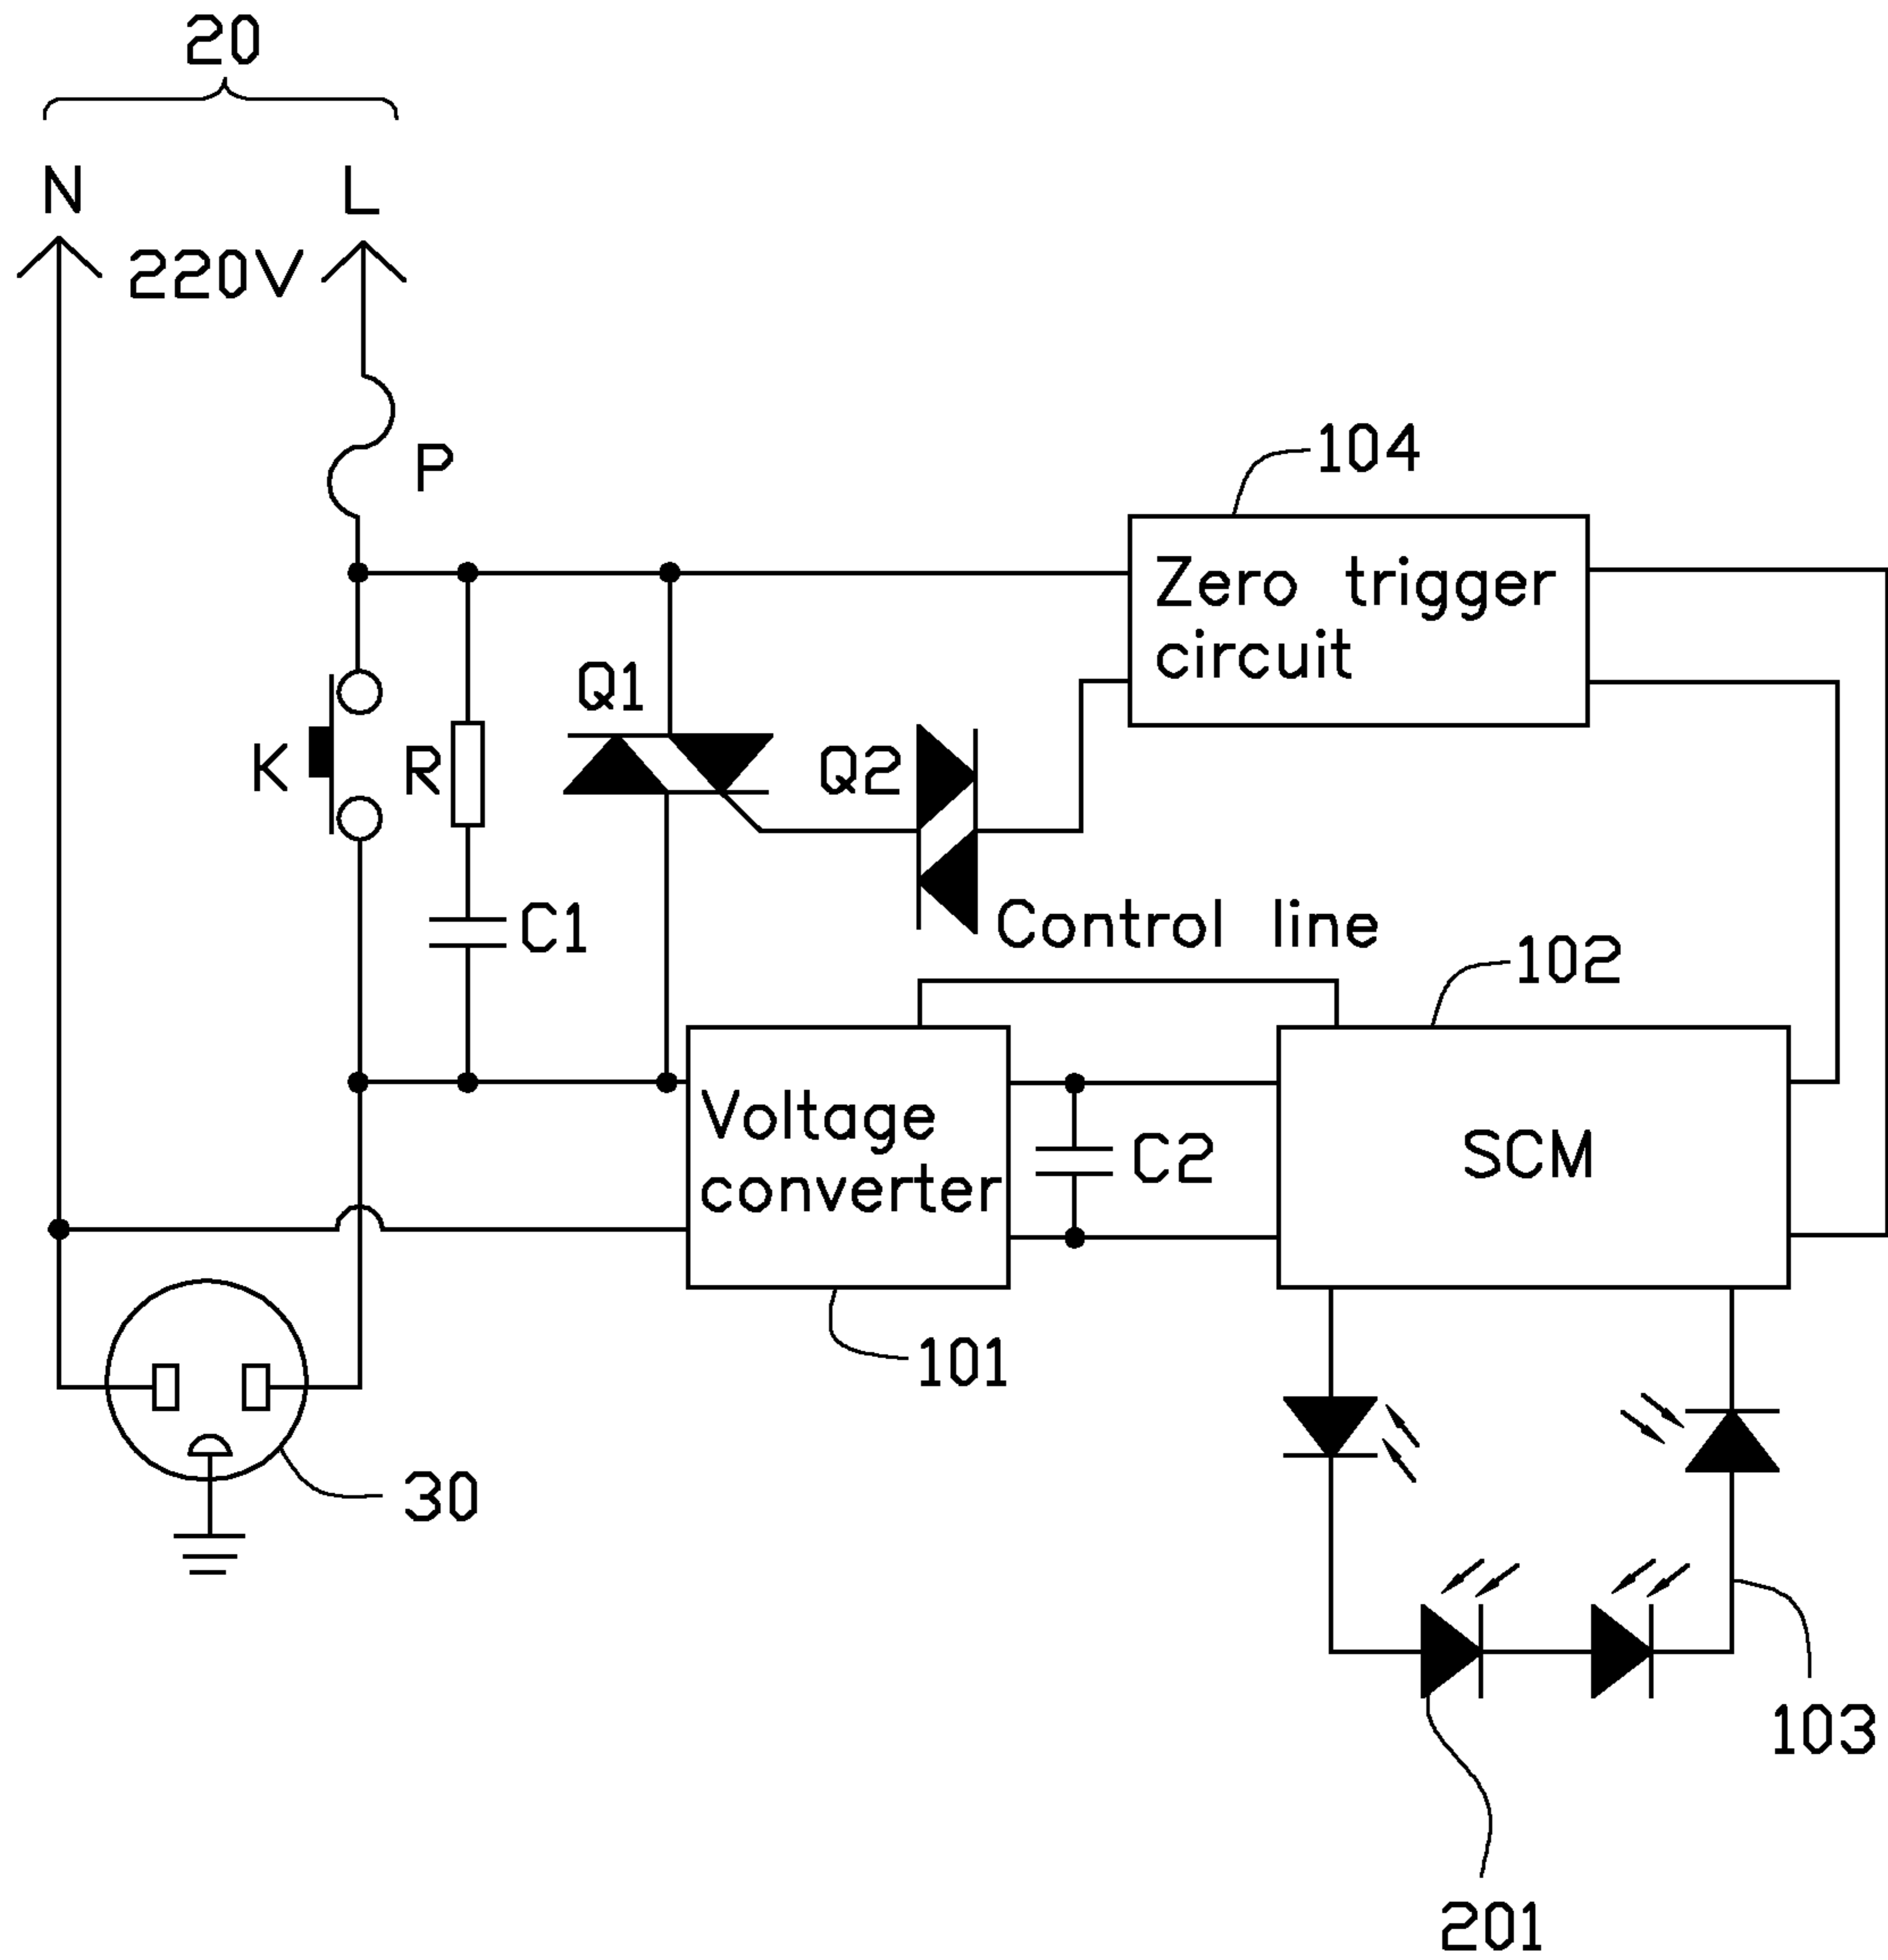 20
N L
220V
P
104
Zero trigger
circuit
Q1
K
R
Q2
C1
Control line
102
Voltage
converter
C2
SCM
101
30
103
201